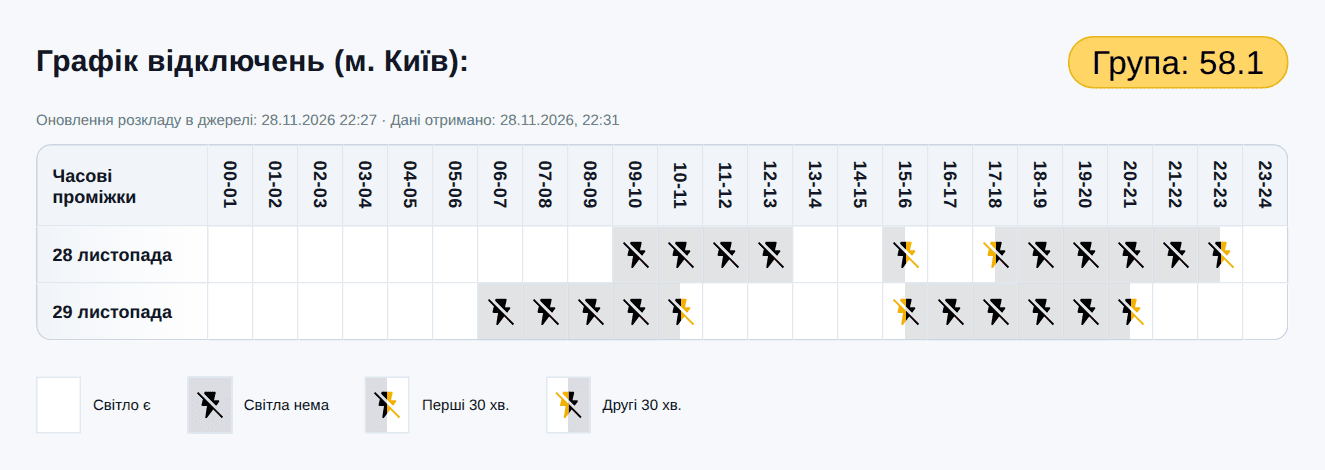 Графік відключень (м. Київ):
Група: 58.1
Оновлення розкладу в джерелі: 28.11.2026 22:27 · Дані отримано: 28.11.2026, 22:31
Часові
проміжки
00-01
01-02
02-03
03-04
04-05
05-06
06-07
07-08
08-09
09-10
10-11
11-12
12-13
13-14
14-15
15-16
16-17
17-18
18-19
19-20
20-21
21-22
22-23
23-24
28 листопада
29 листопада
Світло є
Світла нема
Перші 30 хв.
Другі 30 хв.